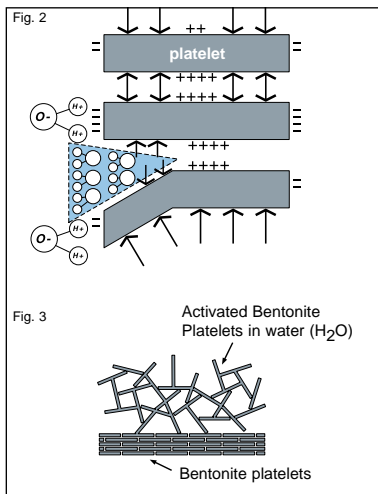 Fig. 2
++
platelet
++++
++++
H+
O-
H+
++++
++++
H+
O-
H+
Fig. 3
Activated Bentonite
Platelets in water (H₂O)
Bentonite platelets